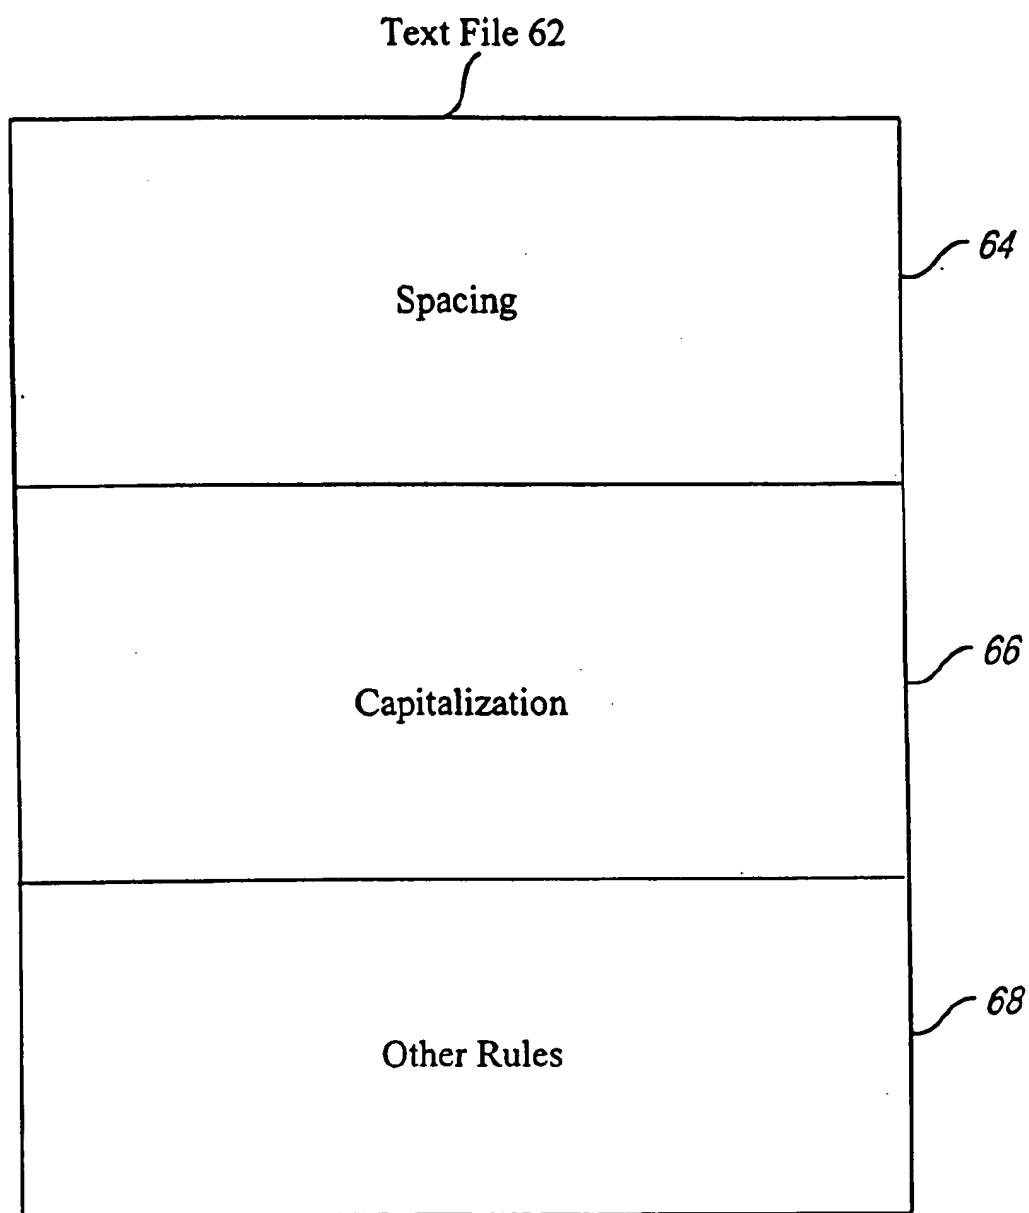 Text File 62
64
Spacing
66
Capitalization
68
Other Rules